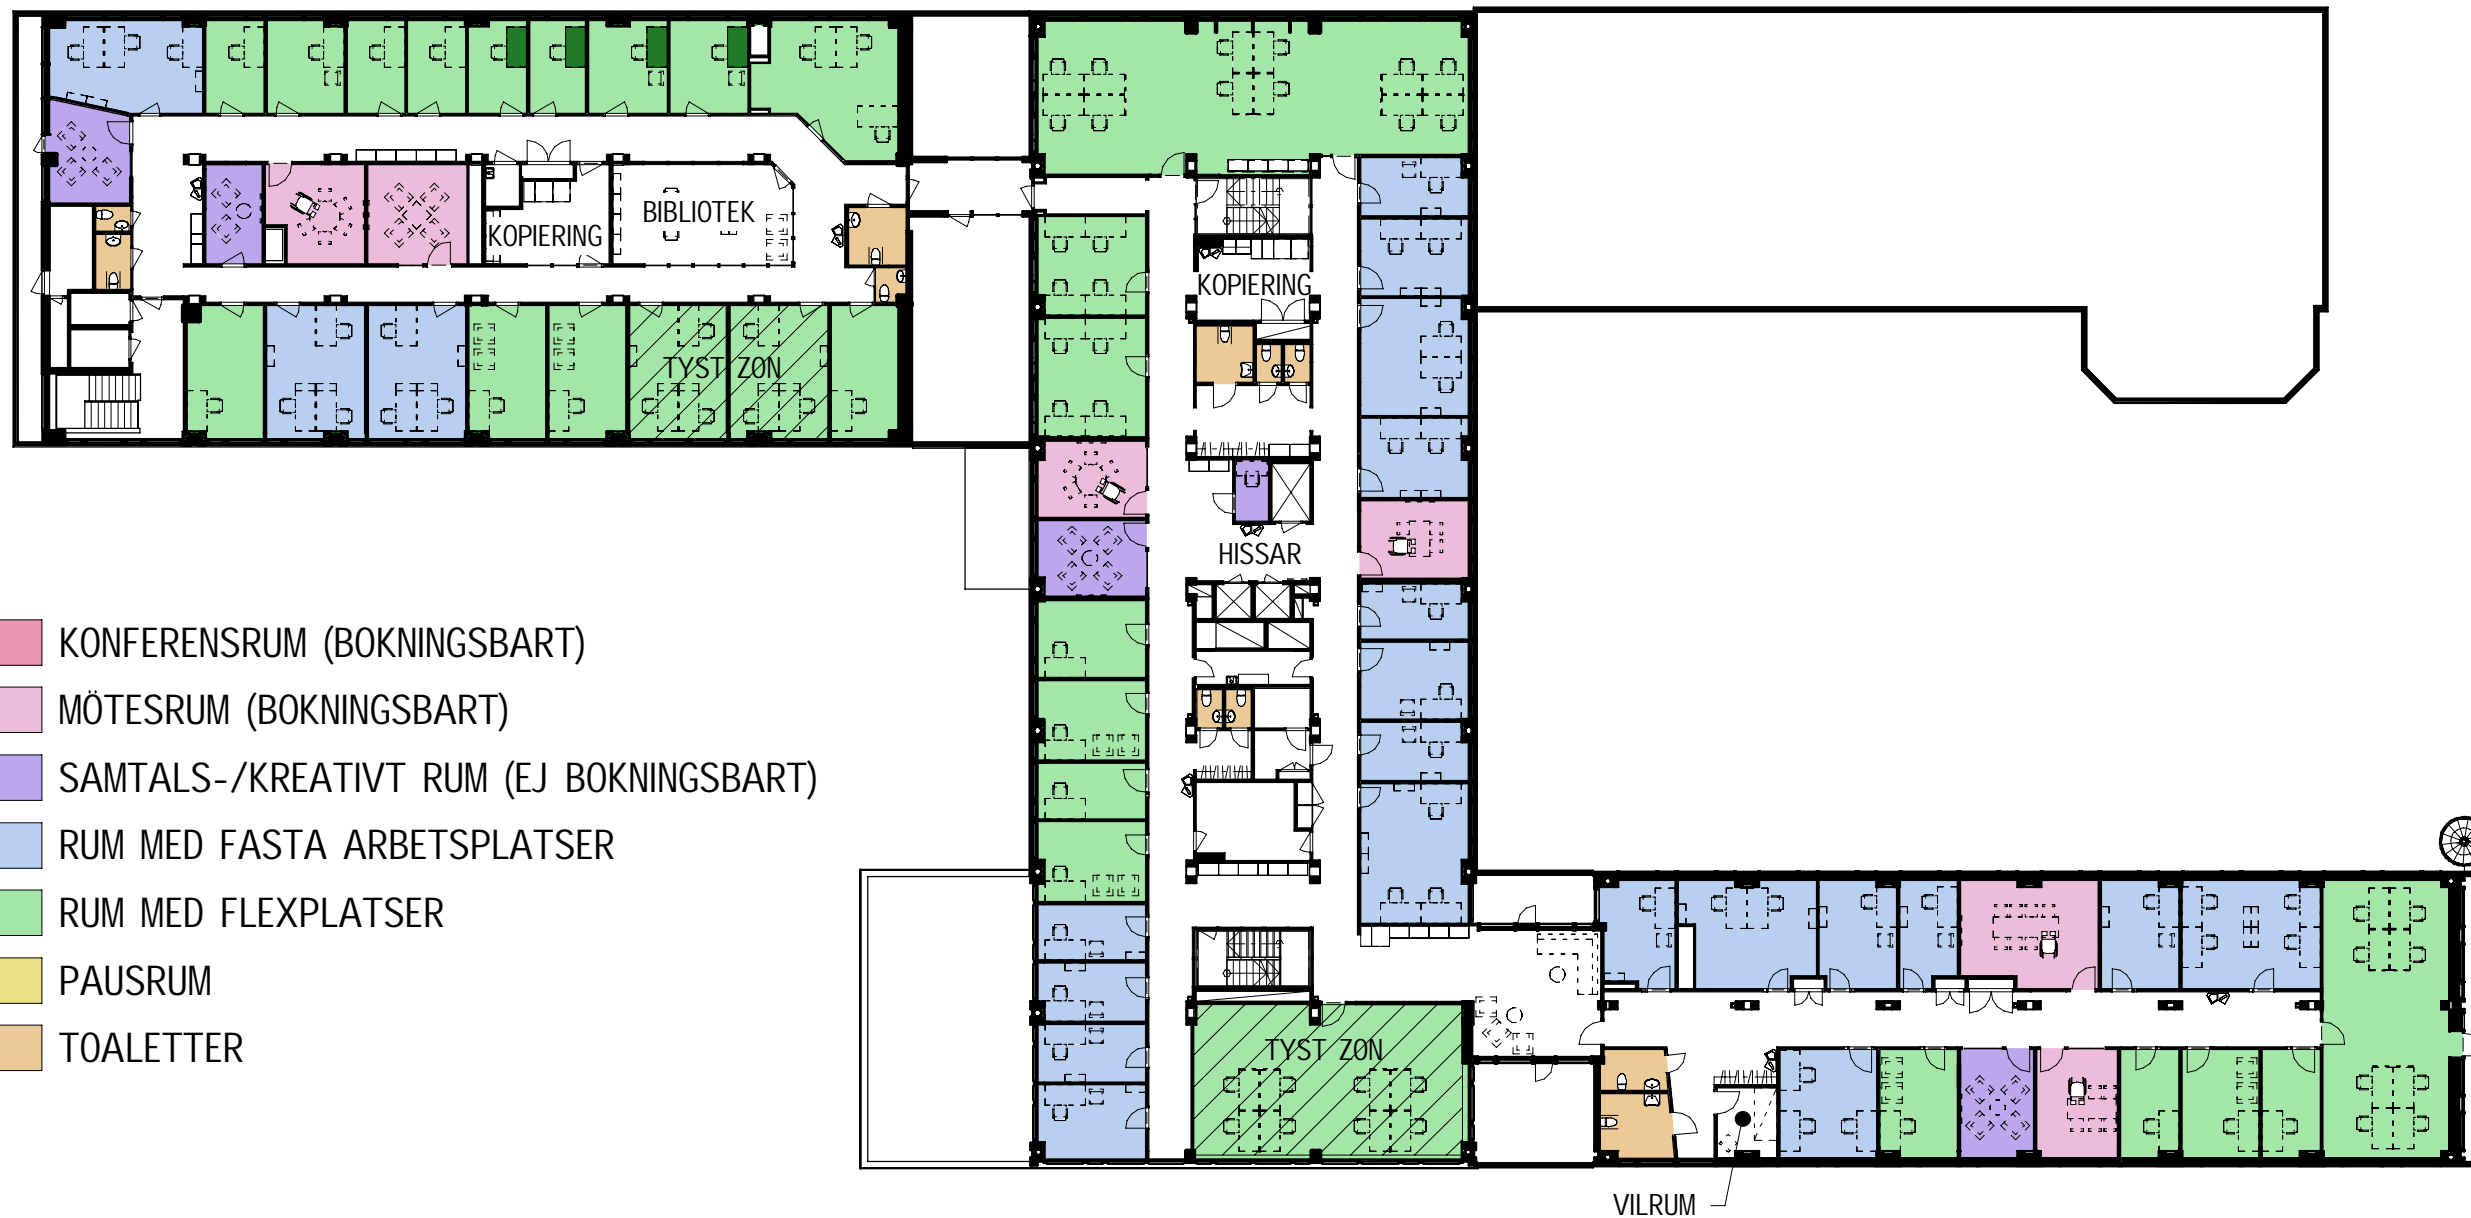 BIBLIOTEK
KOPIERING
KOPIERING
TYST ZON
HISSAR
KONFERENSRUM (BOKNINGSBART)
MÖTESRUM (BOKNINGSBART)
SAMTALS-/KREATIVT RUM (EJ BOKNINGSBART)
RUM MED FASTA ARBETSPLATSER
RUM MED FLEXPLATSER
PAUSRUM
TOALETTER
TYST ZON
VILRUM